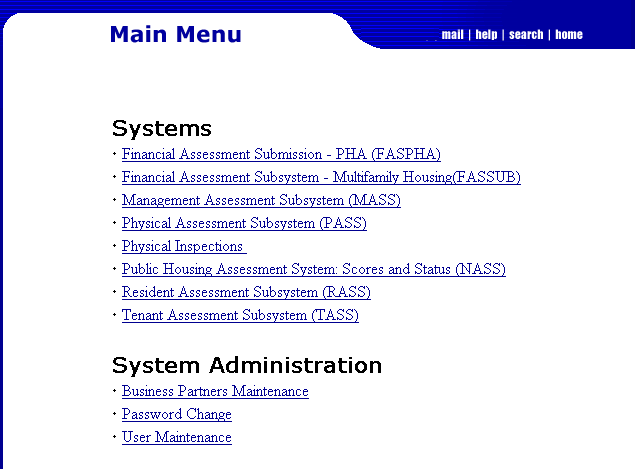 Main Menu
mail | help | search | home
Systems
· Financial Assessment Submission - PHA (FASPHA)
· Financial Assessment Subsystem - Multifamily Housing(FASSUB)
· Management Assessment Subsystem (MASS)
· Physical Assessment Subsystem (PASS)
· Physical Inspections
· Public Housing Assessment System: Scores and Status (NASS)
· Resident Assessment Subsystem (RASS)
· Tenant Assessment Subsystem (TASS)
System Administration
· Business Partners Maintenance
· Password Change
· User Maintenance